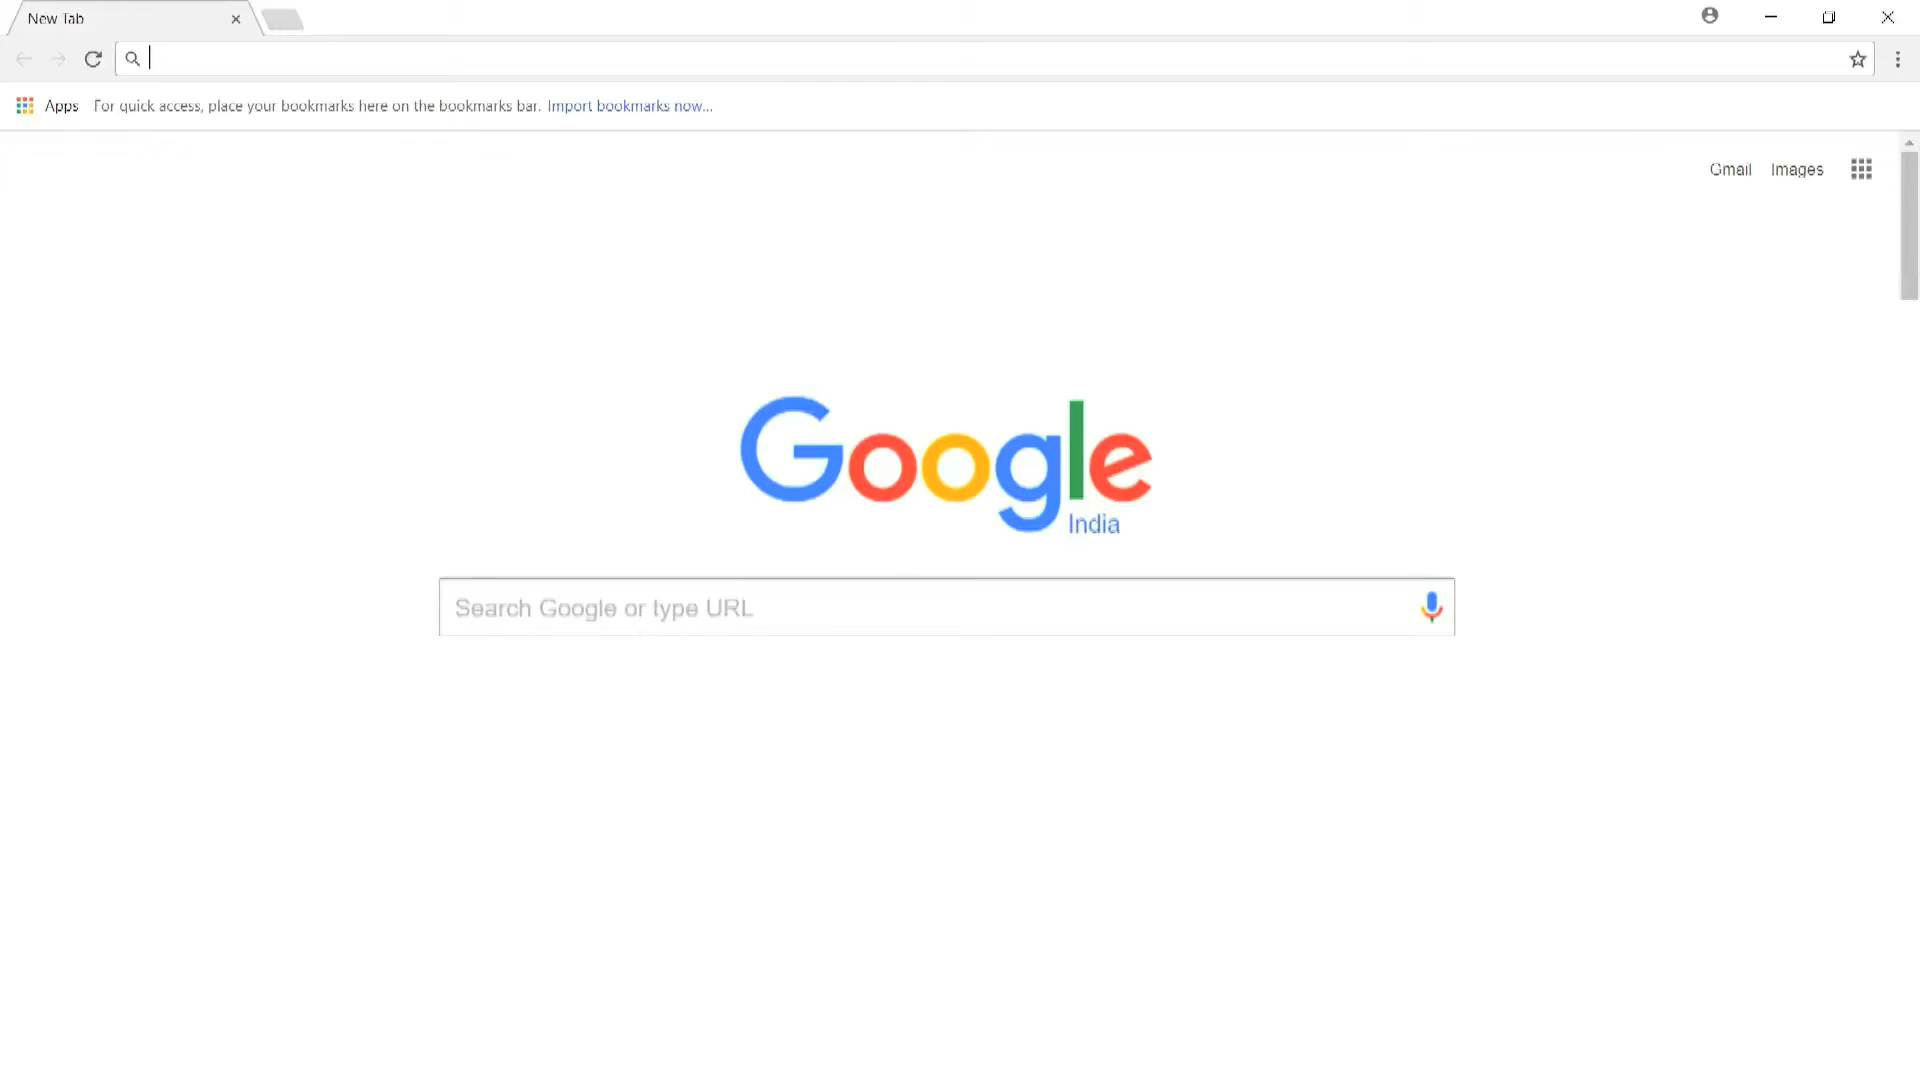 New Tab
Apps For quick access, place your bookmarks here on the bookmarks bar. Import bookmarks now...
Gmail Images
Google
India
Search Google or type URL